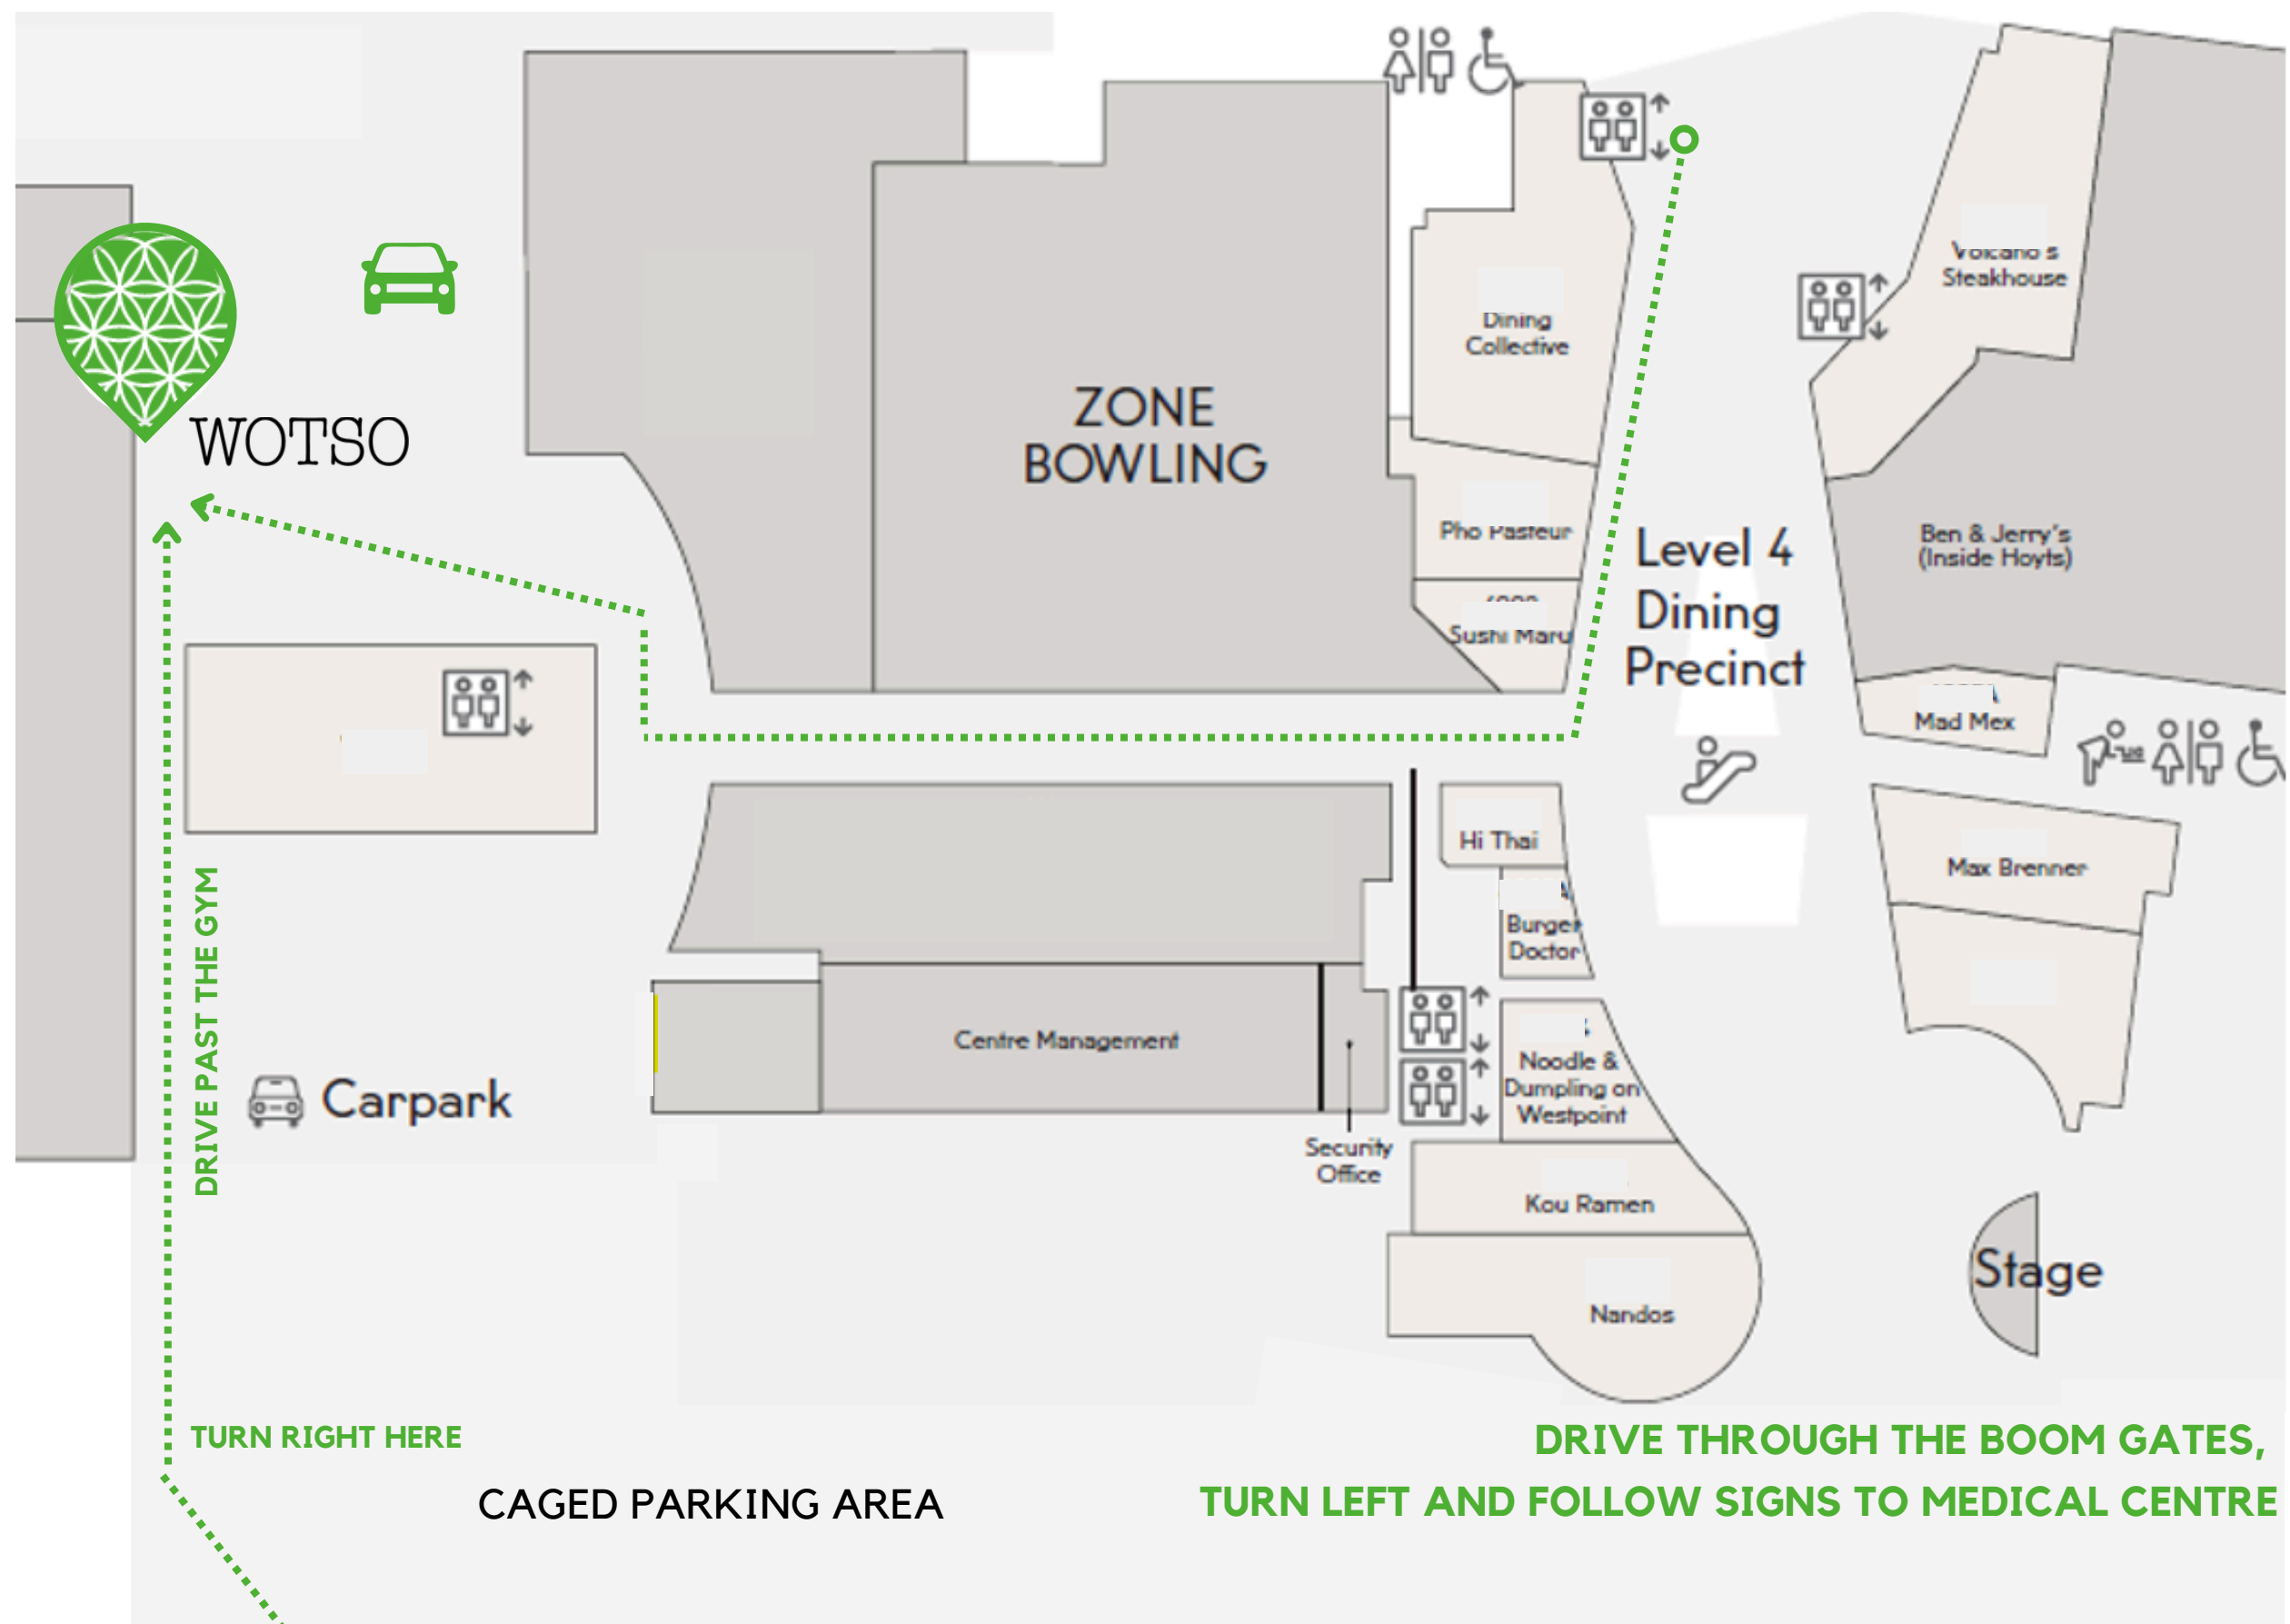 Volcano's
Steakhouse
Dining
Collective
ZONE
BOWLING
WOTSO
Pho Pasteur
Level 4
Dining
Precinct
Ben & Jerry's
(Inside Hoyts)
Sushi Maru
Mad Mex
Hi Thai
Max Brenner
Burger
Doctor
DRIVE PAST THE GYM
Centre Management
Noodle &
Dumpling on
Westpoint
Carpark
Security
Office
Kou Ramen
Stage
Nandos
TURN RIGHT HERE
DRIVE THROUGH THE BOOM GATES,
CAGED PARKING AREA
TURN LEFT AND FOLLOW SIGNS TO MEDICAL CENTRE